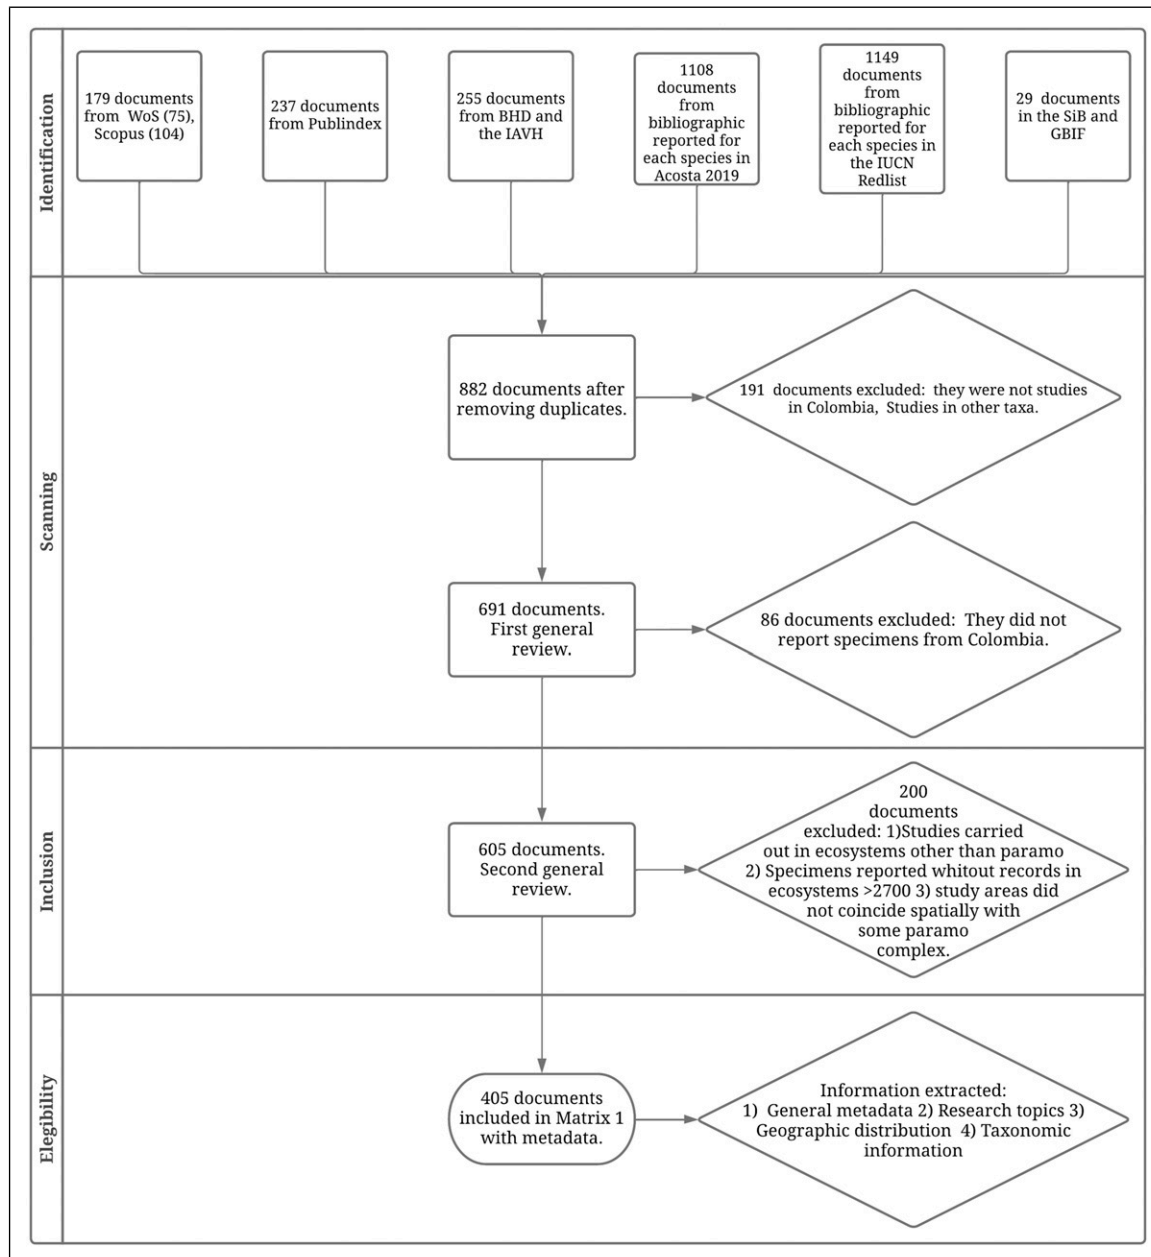 Identification
179 documents
from WoS (75),
Scopus (104)
237 documents
from Publindex
255 documents
from BHD and
the IAVH
1108
documents
from
bibliographic
reported for
each species in
Acosta 2019
1149
documents
from
bibliographic
reported for
each species in
the IUCN
Redlist
29 documents
in the SiB and
GBIF
Scanning
882 documents after
removing duplicates.
191 documents excluded: they were not studies
in Colombia, Studies in other taxa.
691 documents.
First general
review.
86 documents excluded: They did not
report specimens from Colombia.
Inclusion
605 documents.
Second general
review.
200
documents
excluded: 1)Studies carried
out in ecosystems other than paramo
2) Specimens reported whitout records in
ecosystems >2700 3) study areas did
not coincide spatially with
some paramo
complex.
Elegibility
405 documents
included in Matrix 1
with metadata.
Information extracted:
1) General metadata 2) Research topics 3)
Geographic distribution 4) Taxonomic
information